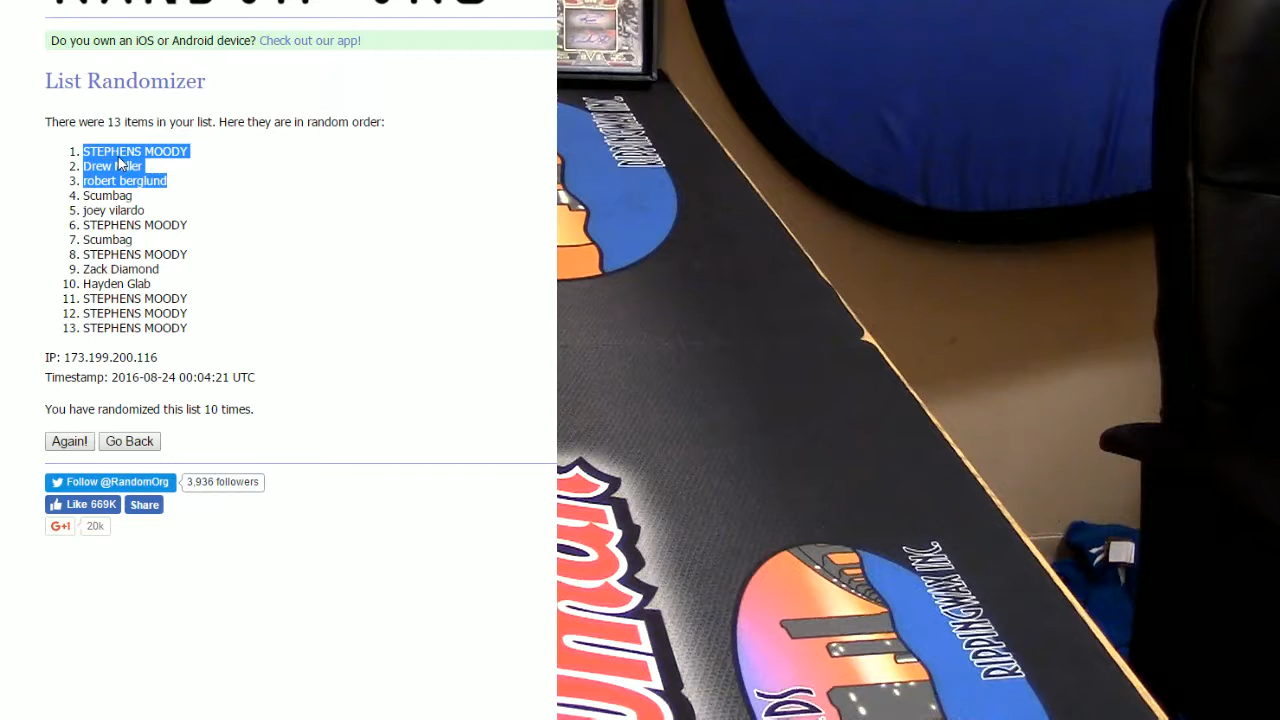 Do you own an iOS or Android device? Check out our app!
List Randomizer
There were 13 items in your list. Here they are in random order:
1. STEPHENS MOODY
2. Drew
3. robert berglund
4. Scumbag
5. joey vilardo
6. STEPHENS MOODY
7. Scumbag
8. STEPHENS MOODY
9. Zack Diamond
10. Hayden Glab
11. STEPHENS MOODY
12. STEPHENS MOODY
13. STEPHENS MOODY
IP: 173.199.200.116
Timestamp: 2016-08-24 00:04:21 UTC
You have randomized this list 10 times.
Again! Go Back
Follow @RandomOrg 3,936 followers
Like 669K Share
G+1 20k
RIPPINGWAX INC.